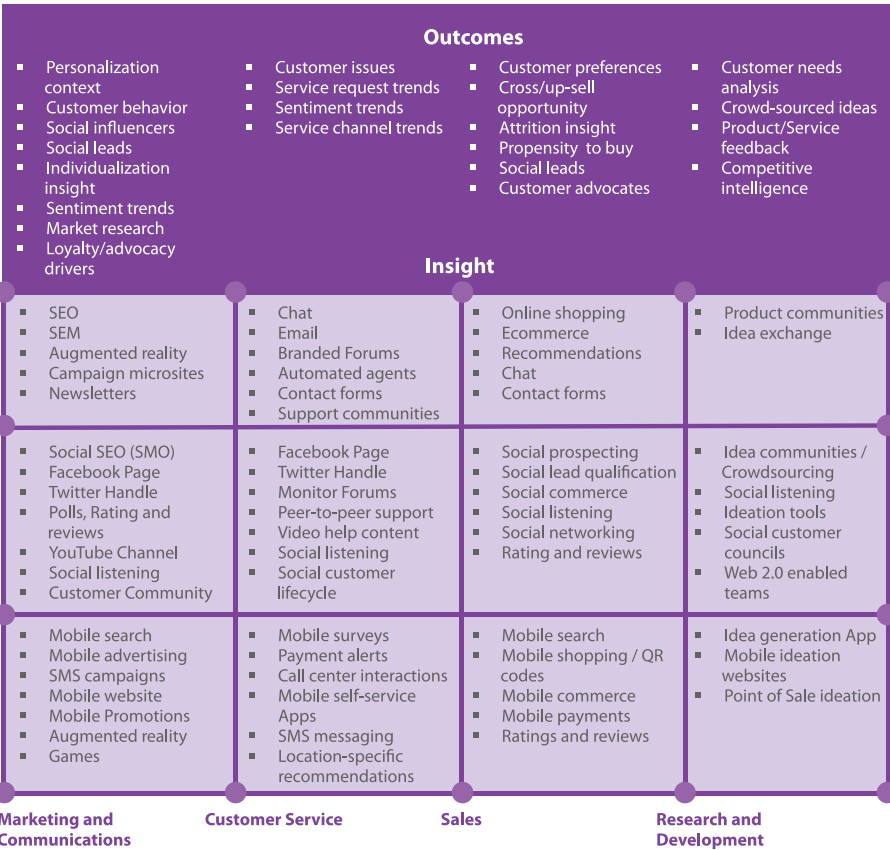 Outcomes
▪ Personalization
context
▪ Customer behavior
▪ Social influencers
▪ Social leads
▪ Individualization
insight
▪ Sentiment trends
▪ Market research
▪ Loyalty/advocacy
drivers
▪ Customer issues
▪ Service request trends
▪ Sentiment trends
▪ Service channel trends
▪ Customer preferences
▪ Cross/up-sell
opportunity
▪ Attrition insight
▪ Propensity to buy
▪ Social leads
▪ Customer advocates
▪ Customer needs
analysis
▪ Crowd-sourced ideas
▪ Product/Service
feedback
▪ Competitive
intelligence
Insight
▪ SEO
▪ SEM
▪ Augmented reality
▪ Campaign microsites
▪ Newsletters
▪ Chat
▪ Email
▪ Branded Forums
▪ Automated agents
▪ Contact forms
▪ Support communities
▪ Online shopping
▪ Ecommerce
▪ Recommendations
▪ Chat
▪ Contact forms
▪ Product communities
▪ Idea exchange
▪ Social SEO (SMO)
▪ Facebook Page
▪ Twitter Handle
▪ Polls, Rating and
reviews
▪ YouTube Channel
▪ Social listening
▪ Customer Community
▪ Facebook Page
▪ Twitter Handle
▪ Monitor Forums
▪ Peer-to-peer support
▪ Video help content
▪ Social listening
▪ Social customer
lifecycle
▪ Social prospecting
▪ Social lead qualification
▪ Social commerce
▪ Social listening
▪ Social networking
▪ Rating and reviews
▪ Idea communities /
Crowdsourcing
▪ Social listening
▪ Ideation tools
▪ Social customer
councils
▪ Web 2.0 enabled
teams
▪ Mobile search
▪ Mobile advertising
▪ SMS campaigns
▪ Mobile website
▪ Mobile Promotions
▪ Augmented reality
▪ Games
▪ Mobile surveys
▪ Payment alerts
▪ Call center interactions
▪ Mobile self-service
Apps
▪ SMS messaging
▪ Location-specific
recommendations
▪ Mobile search
▪ Mobile shopping / QR
codes
▪ Mobile commerce
▪ Mobile payments
▪ Ratings and reviews
▪ Idea generation App
▪ Mobile ideation
websites
▪ Point of Sale ideation
Marketing and
Communications
Customer Service
Sales
Research and
Development